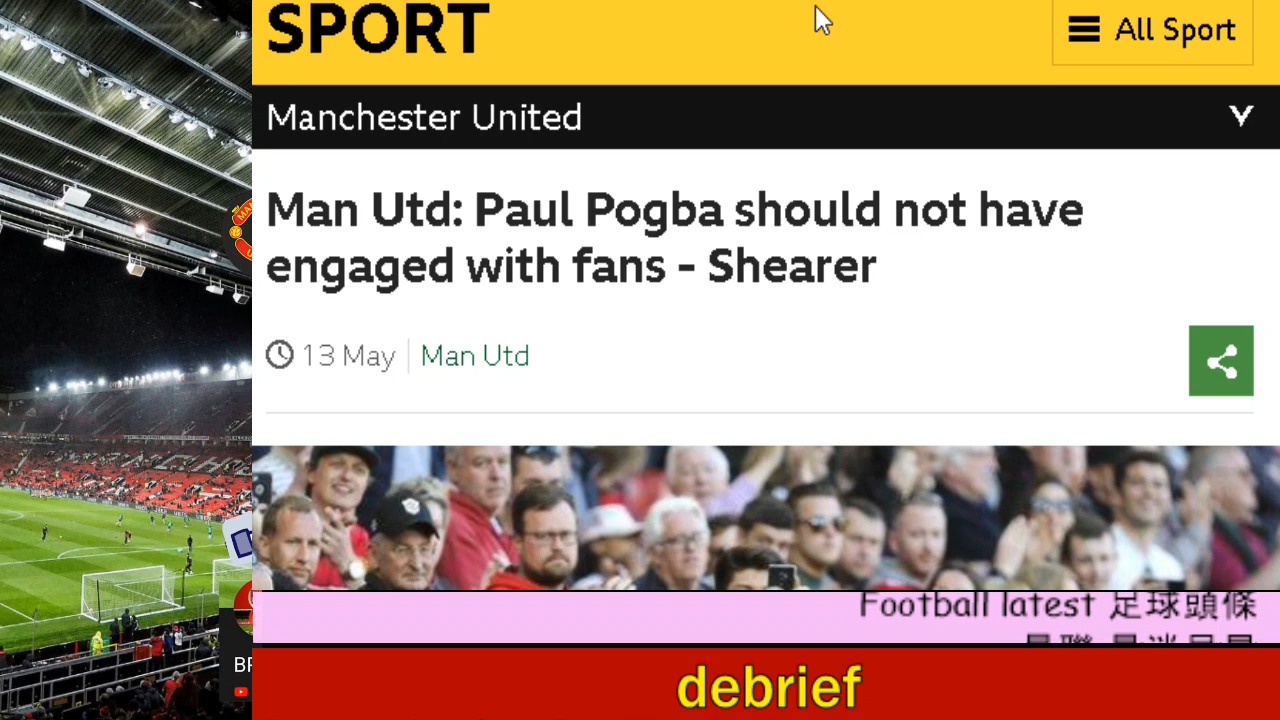 SPORT
All Sport
Manchester United
Man Utd: Paul Pogba should not have
engaged with fans - Shearer
13 May
Man Utd
Football latest 足球頭條
debrief